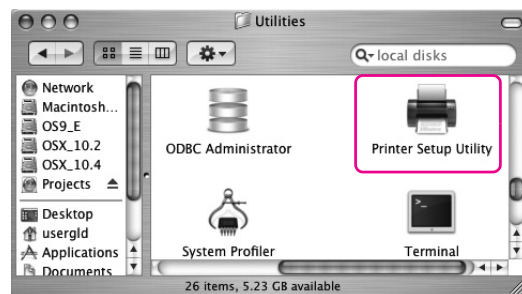 Utilities
local disks
Network
Macintosh...
OS9_E
OSX_10.2
OSX_10.4
Projects
Desktop
usergld
Applications
Documents
ODBC Administrator
Printer Setup Utility
System Profiler
Terminal
26 items, 5.23 GB available